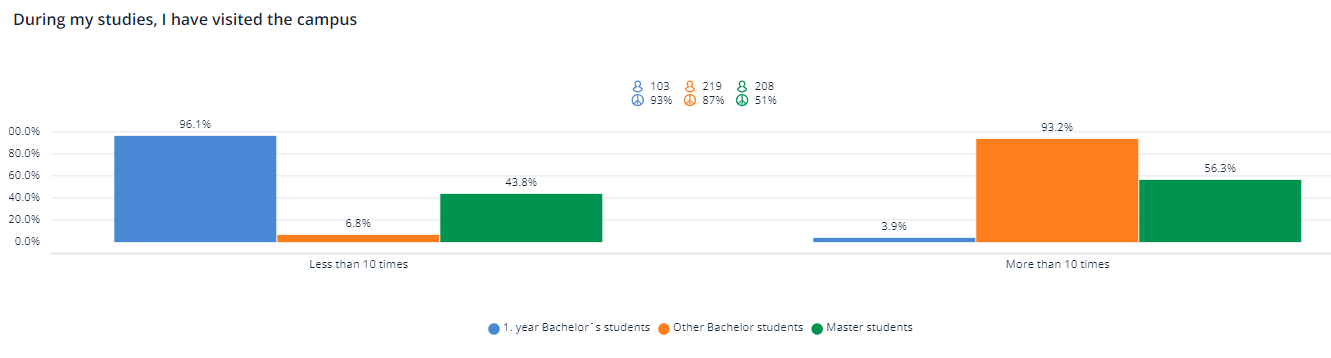 During my studies, I have visited the campus
103 219 208
93% 87% 51%
00.0%
80.0%
60.0%
40.0%
20.0%
0.0%
96.1%
6.8%
43.8%
3.9%
93.2%
56.3%
Less than 10 times
More than 10 times
1. year Bachelor´s students Other Bachelor students Master students